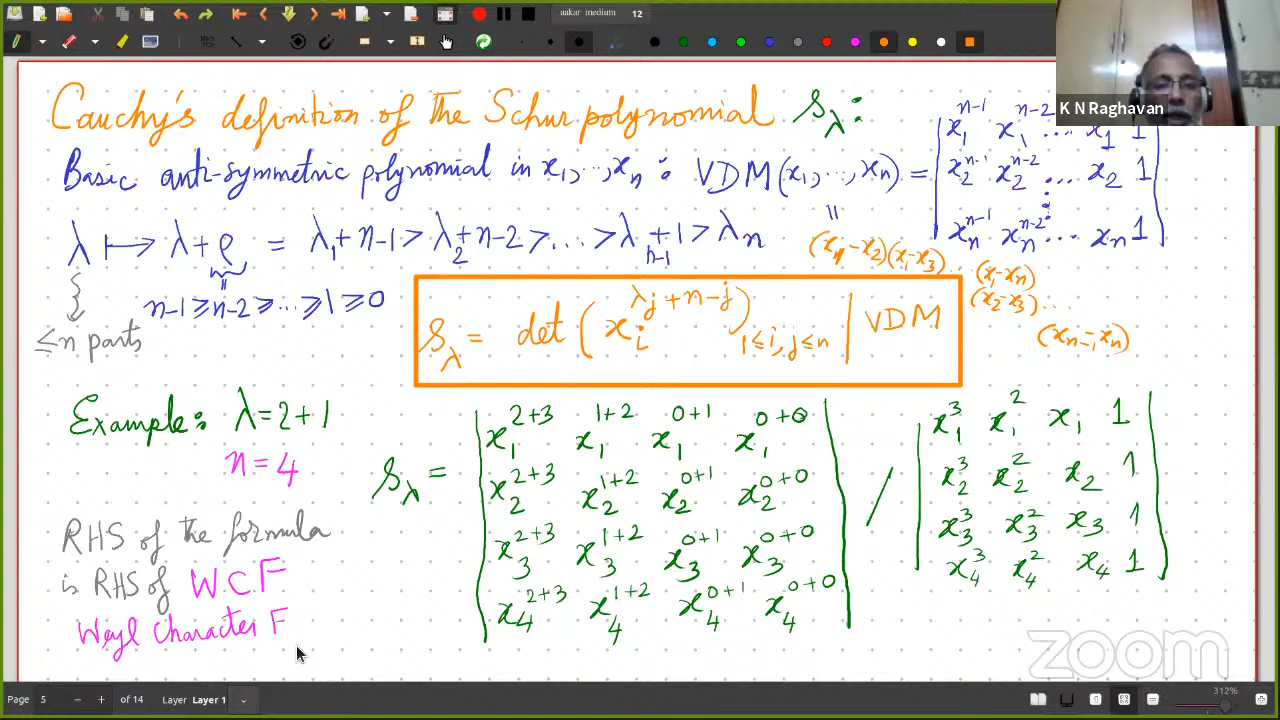 aakar medium 12
K N Raghavan
Cauchy's definition of the Schur polynomial s_λ:
Basic anti-symmetric polynomial in x_1,..,x_n : VDM(x_1,..,x_n) = | x_1^{n-1} x_1^{n-2} ... x_1 1 |
| x_2^{n-1} x_2^{n-2} ... x_2 1 |
| x_n^{n-1} x_n^{n-2} ... x_n 1 |
λ ⟼ λ+ρ = λ_1+n-1 > λ_2+n-2 > ... > λ_{n-1}+1 > λ_n
n-1 ≥ n-2 ≥ ... ≥ 1 ≥ 0
≤n parts
= (x_1-x_2)(x_1-x_3) ... (x_1-x_n)
(x_2-x_3) ...
(x_{n-1}-x_n)
s_λ = det ( x_i^{λ_j+n-j} )_{1≤i,j≤n} | VDM
Example: λ=2+1
n=4
s_λ = | x_1^{2+3} x_1^{1+2} x_1^{0+1} x_1^{0+0} | / | x_1^3 x_1^2 x_1 1 |
| x_2^{2+3} x_2^{1+2} x_2^{0+1} x_2^{0+0} | | x_2^3 x_2^2 x_2 1 |
| x_3^{2+3} x_3^{1+2} x_3^{0+1} x_3^{0+0} | | x_3^3 x_3^2 x_3 1 |
| x_4^{2+3} x_4^{1+2} x_4^{0+1} x_4^{0+0} | | x_4^3 x_4^2 x_4 1 |
RHS of the formula
is RHS of WCF
Weyl Character F
zoom
Page 5 of 14 Layer Layer 1 312%